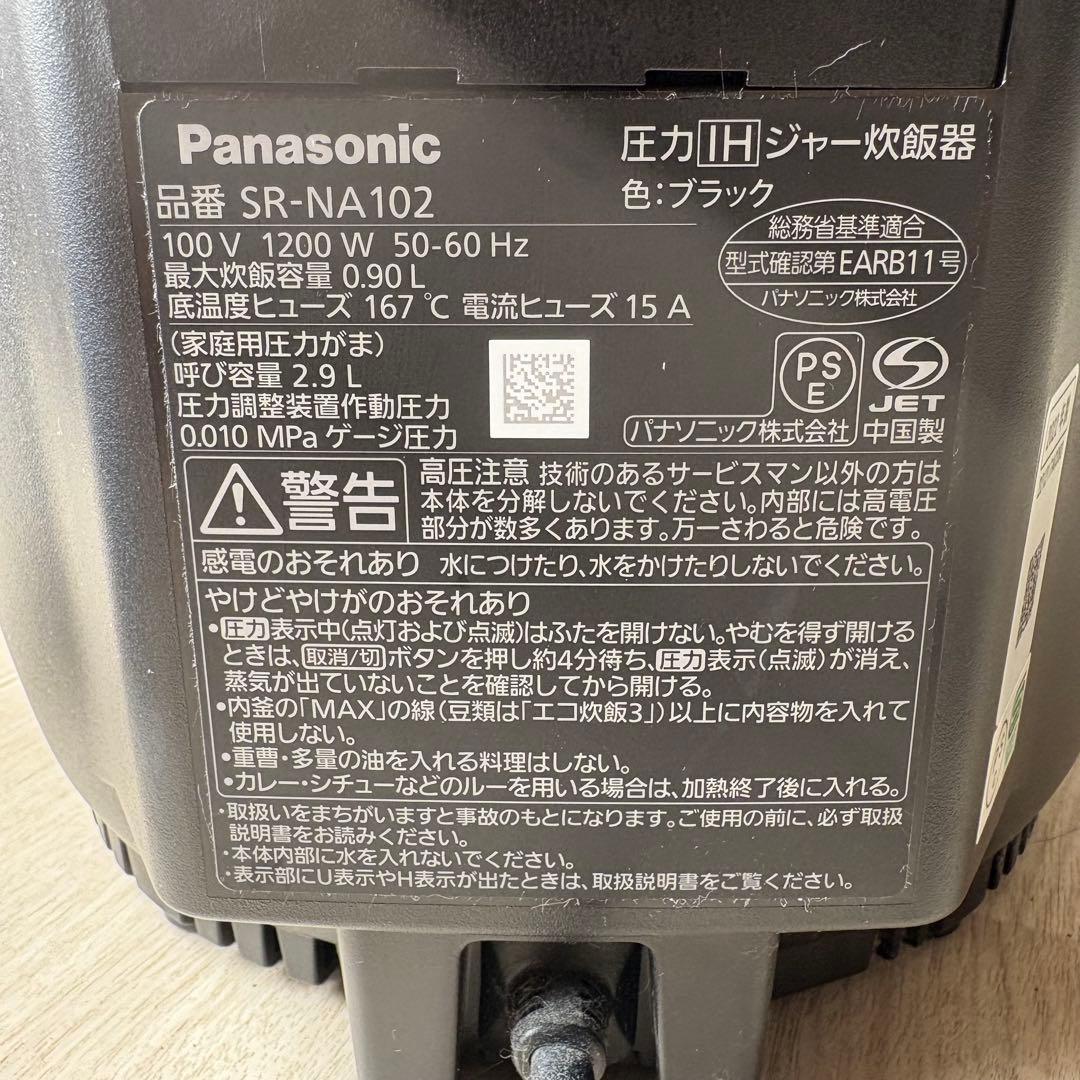 Panasonic
圧力IHジャー炊飯器
品番 SR-NA102
色：ブラック
100 V 1200 W 50-60 Hz
最大炊飯容量 0.90 L
底温度ヒューズ 167 ℃ 電流ヒューズ 15 A
総務省基準適合
型式確認第EARB11号
パナソニック株式会社
(家庭用圧力がま)
呼び容量 2.9 L
圧力調整装置作動圧力
0.010 MPa ゲージ圧力
PS
E
JET
パナソニック株式会社
中国製
警告
高圧注意 技術のあるサービスマン以外の方は
本体を分解しないでください。内部には高電圧
部分が数多くあります。万一さわると危険です。
感電のおそれあり 水につけたり、水をかけたりしないでください。
やけどやけがのおそれあり
・圧力表示中(点灯および点滅)はふたを開けない。やむを得ず開ける
ときは、取消/切ボタンを押し約4分待ち、圧力表示(点滅)が消え、
蒸気が出ていないことを確認してから開ける。
・内釜の「MAX」の線(豆類は「エコ炊飯3」)以上に内容物を入れて
使用しない。
・重曹・多量の油を入れる料理はしない。
・カレー・シチューなどのルーを用いる場合は、加熱終了後に入れる。
・取扱いをまちがいますと事故のもとになります。ご使用の前に、必ず取扱
説明書をお読みください。
・本体内部に水を入れないでください。
・表示部にU表示やH表示が出たときは、取扱説明書をご覧ください。